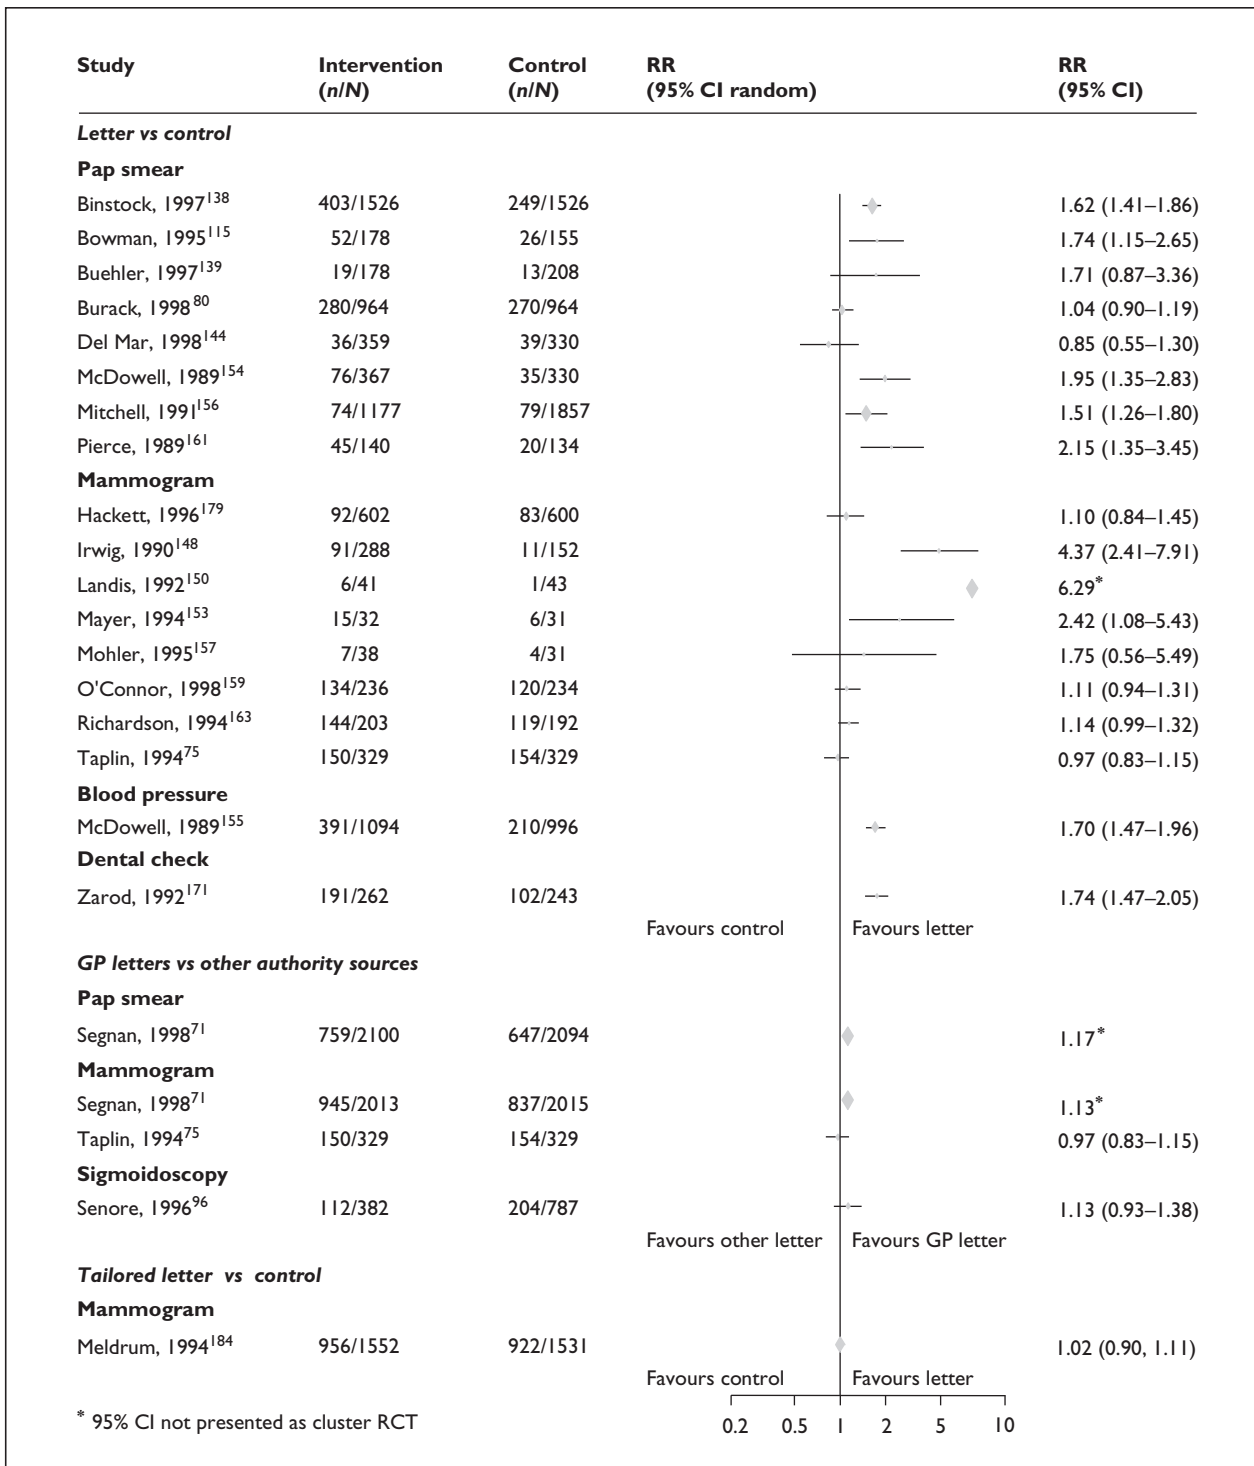 Study Intervention Control RR RR
(n/N) (n/N) (95% CI random) (95% CI)
Letter vs control
Pap smear
Binstock, 1997138 403/1526 249/1526 1.62 (1.41–1.86)
Bowman, 1995115 52/178 26/155 1.74 (1.15–2.65)
Buehler, 1997139 19/178 13/208 1.71 (0.87–3.36)
Burack, 199880 280/964 270/964 1.04 (0.90–1.19)
Del Mar, 1998144 36/359 39/330 0.85 (0.55–1.30)
McDowell, 1989154 76/367 35/330 1.95 (1.35–2.83)
Mitchell, 1991156 74/1177 79/1857 1.51 (1.26–1.80)
Pierce, 1989161 45/140 20/134 2.15 (1.35–3.45)
Mammogram
Hackett, 1996179 92/602 83/600 1.10 (0.84–1.45)
Irwig, 1990148 91/288 11/152 4.37 (2.41–7.91)
Landis, 1992150 6/41 1/43 6.29*
Mayer, 1994153 15/32 6/31 2.42 (1.08–5.43)
Mohler, 1995157 7/38 4/31 1.75 (0.56–5.49)
O'Connor, 1998159 134/236 120/234 1.11 (0.94–1.31)
Richardson, 1994163 144/203 119/192 1.14 (0.99–1.32)
Taplin, 199475 150/329 154/329 0.97 (0.83–1.15)
Blood pressure
McDowell, 1989155 391/1094 210/996 1.70 (1.47–1.96)
Dental check
Zarod, 1992171 191/262 102/243 1.74 (1.47–2.05)
Favours control Favours letter
GP letters vs other authority sources
Pap smear
Segnan, 199871 759/2100 647/2094 1.17*
Mammogram
Segnan, 199871 945/2013 837/2015 1.13*
Taplin, 199475 150/329 154/329 0.97 (0.83–1.15)
Sigmoidoscopy
Senore, 199696 112/382 204/787 1.13 (0.93–1.38)
Favours other letter Favours GP letter
Tailored letter vs control
Mammogram
Meldrum, 1994184 956/1552 922/1531 1.02 (0.90, 1.11)
Favours control Favours letter
* 95% CI not presented as cluster RCT
0.2 0.5 1 2 5 10